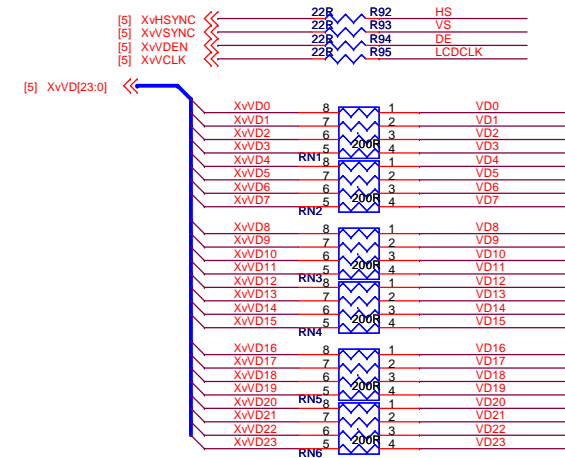 [5] XvHSYNC 22R R92 HS
[5] XvVSYNC 22R R93 VS
[5] XvVDEN 22R R94 DE
[5] XvVCLK 22R R95 LCDCLK
[5] XvVD[23:0]
XvVD0 8 1 VD0
XvVD1 7 2 VD1
XvVD2 6 3 VD2
XvVD3 5 200R 4 VD3
RN1
XvVD4 8 1 VD4
XvVD5 7 2 VD5
XvVD6 6 3 VD6
XvVD7 5 200R 4 VD7
RN2
XvVD8 8 1 VD8
XvVD9 7 2 VD9
XvVD10 6 3 VD10
XvVD11 5 200R 4 VD11
RN3
XvVD12 8 1 VD12
XvVD13 7 2 VD13
XvVD14 6 3 VD14
XvVD15 5 200R 4 VD15
RN4
XvVD16 8 1 VD16
XvVD17 7 2 VD17
XvVD18 6 3 VD18
XvVD19 5 200R 4 VD19
RN5
XvVD20 8 1 VD20
XvVD21 7 2 VD21
XvVD22 6 3 VD22
XvVD23 5 200R 4 VD23
RN6